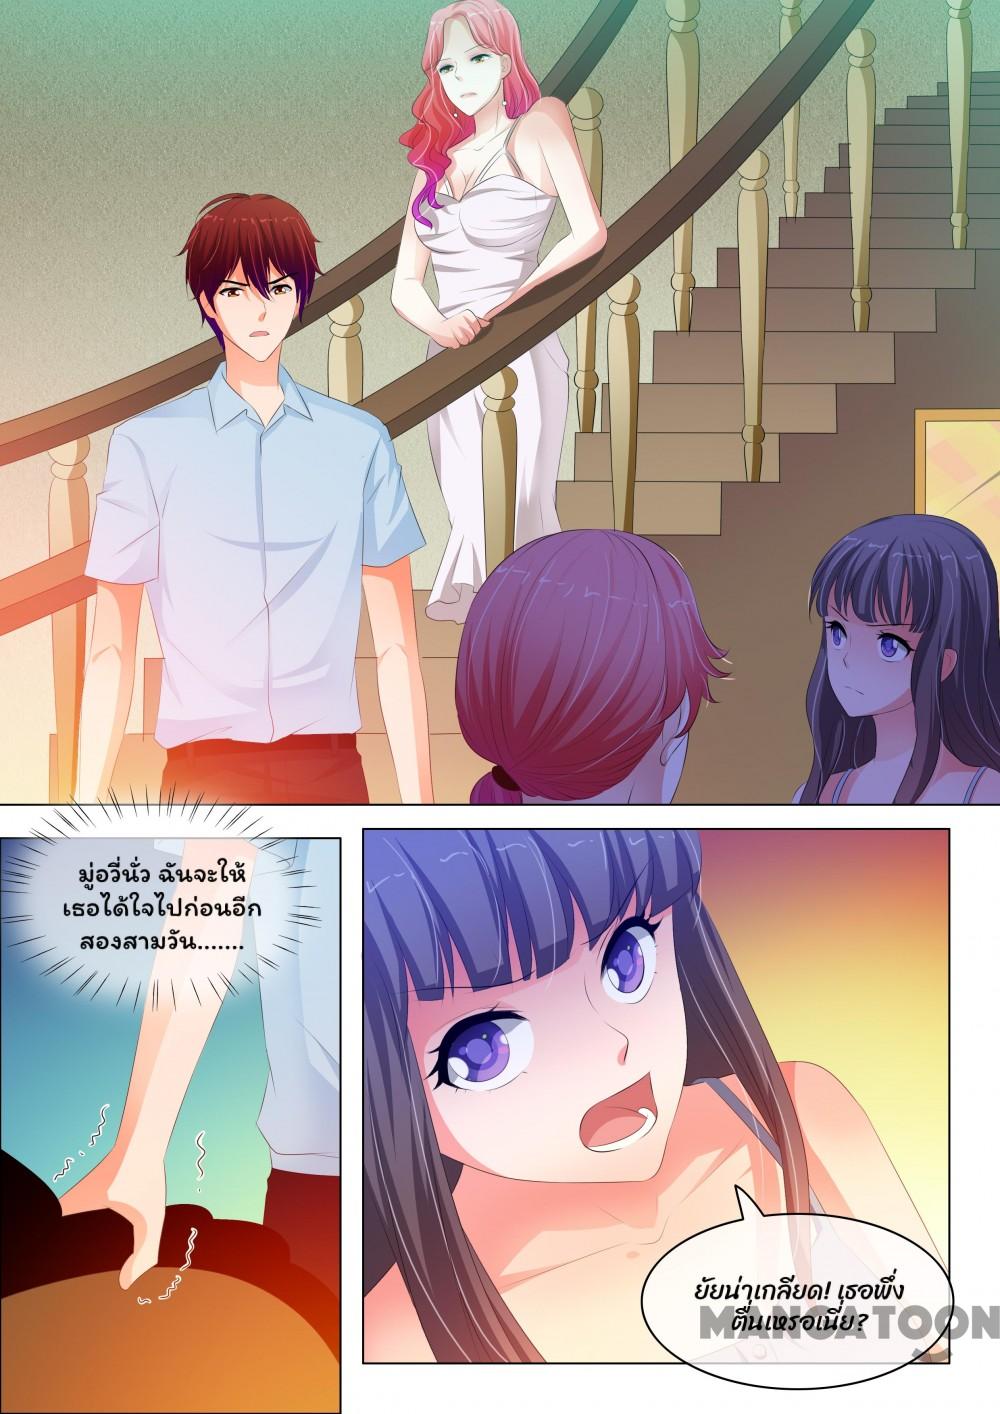 มู่อวี่นั่ว ฉันจะให้
เธอได้ใจไปก่อนอีก
สองสามวัน.......
ยัยน่าเกลียด! เธอพึ่ง
ตื่นเหรอเนี่ย?
MANGATOON